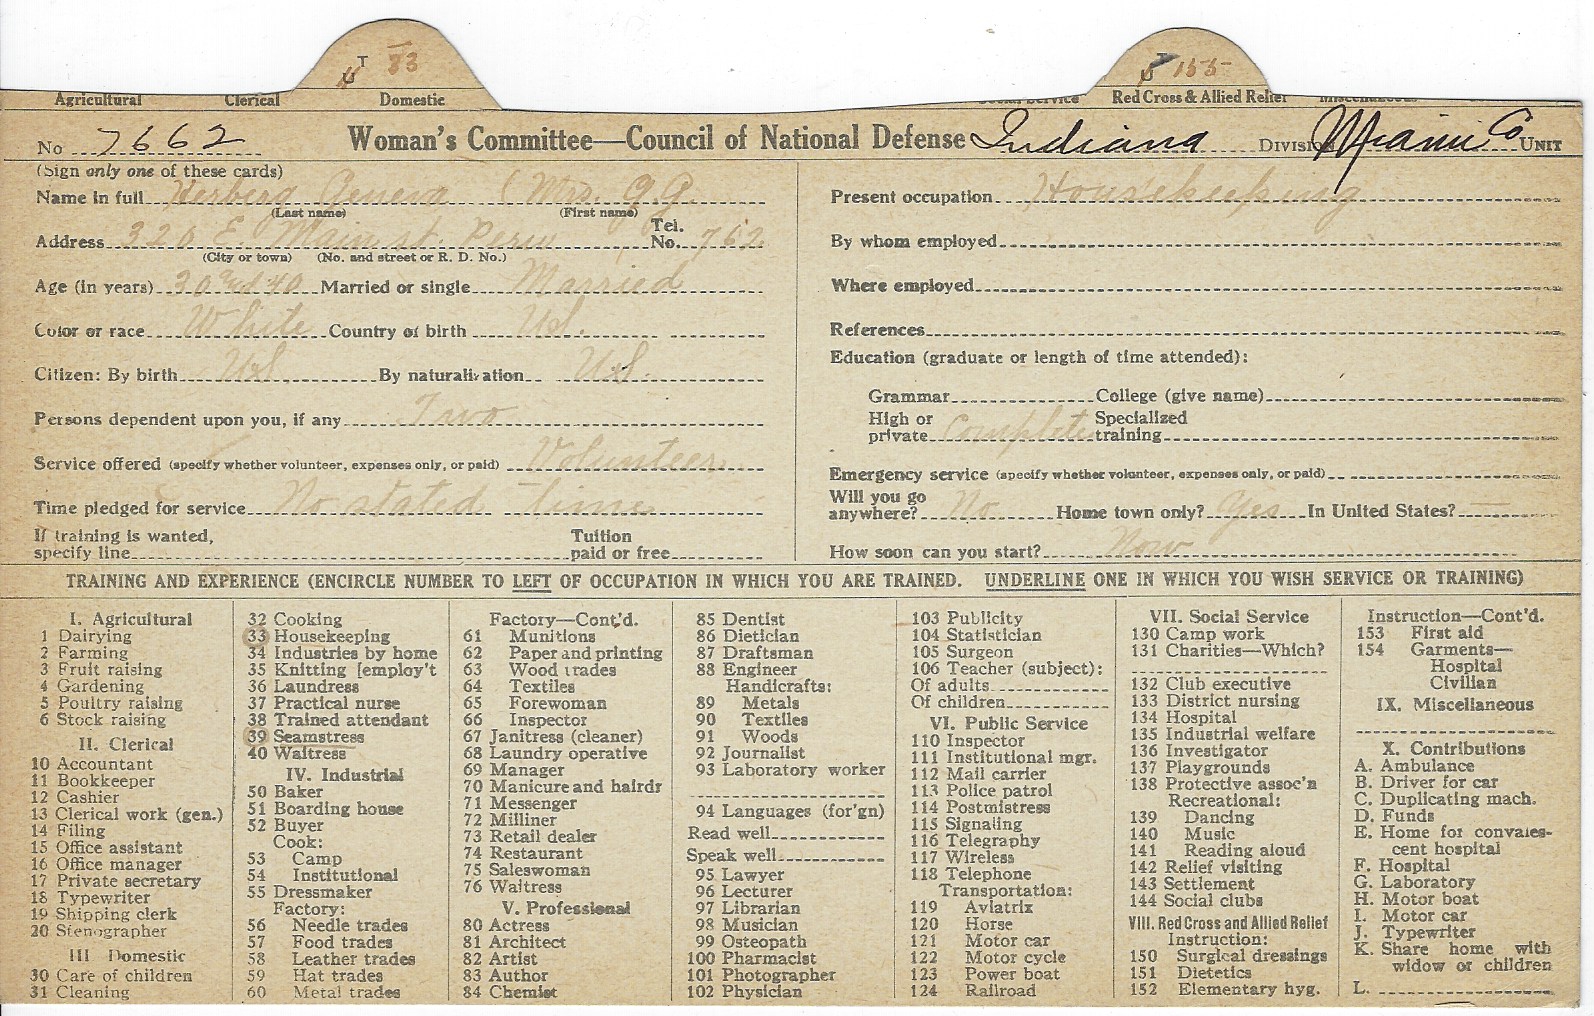 T 33
T 155
Agricultural Clerical Domestic Social Service Red Cross & Allied Relief Miscellaneous
No 7662 Woman's Committee—Council of National Defense Indiana Division Miami Co Unit
(Sign only one of these cards)
Name in full Herberg Geneva (Mrs. G. G.
(Last name) (First name)
Address 320 E. Main st. Peru Tel. No. 762
(City or town) (No. and street or R. D. No.)
Age (in years) 30 and 40 Married or single Married
Color or race White Country of birth U.S.
Citizen: By birth U.S. By naturalization U.S.
Persons dependent upon you, if any Two
Service offered (specify whether volunteer, expenses only, or paid) Volunteer
Time pledged for service No stated time
If training is wanted, specify line Tuition paid or free
Present occupation Housekeeping
By whom employed
Where employed
References
Education (graduate or length of time attended):
Grammar College (give name)
High or private Complete Specialized training
Emergency service (specify whether volunteer, expenses only, or paid)
Will you go anywhere? No Home town only? Yes In United States? —
How soon can you start? Now
TRAINING AND EXPERIENCE (ENCIRCLE NUMBER TO LEFT OF OCCUPATION IN WHICH YOU ARE TRAINED. UNDERLINE ONE IN WHICH YOU WISH SERVICE OR TRAINING)
I. Agricultural
1 Dairying
2 Farming
3 Fruit raising
4 Gardening
5 Poultry raising
6 Stock raising
II. Clerical
10 Accountant
11 Bookkeeper
12 Cashier
13 Clerical work (gen.)
14 Filing
15 Office assistant
16 Office manager
17 Private secretary
18 Typewriter
19 Shipping clerk
20 Stenographer
III Domestic
30 Care of children
31 Cleaning
32 Cooking
33 Housekeeping
34 Industries by home
35 Knitting [employ't
36 Laundress
37 Practical nurse
38 Trained attendant
39 Seamstress
40 Waitress
IV. Industrial
50 Baker
51 Boarding house
52 Buyer
Cook:
53 Camp
54 Institutional
55 Dressmaker
Factory:
56 Needle trades
57 Food trades
58 Leather trades
59 Hat trades
60 Metal trades
Factory—Cont'd.
61 Munitions
62 Paper and printing
63 Wood trades
64 Textiles
65 Forewoman
66 Inspector
67 Janitress (cleaner)
68 Laundry operative
69 Manager
70 Manicure and hairdr
71 Messenger
72 Milliner
73 Retail dealer
74 Restaurant
75 Saleswoman
76 Waitress
V. Professional
80 Actress
81 Architect
82 Artist
83 Author
84 Chemist
85 Dentist
86 Dietician
87 Draftsman
88 Engineer
Handicrafts:
89 Metals
90 Textiles
91 Woods
92 Journalist
93 Laboratory worker
94 Languages (for'gn)
Read well
Speak well
95 Lawyer
96 Lecturer
97 Librarian
98 Musician
99 Osteopath
100 Pharmacist
101 Photographer
102 Physician
103 Publicity
104 Statistician
105 Surgeon
106 Teacher (subject):
Of adults
Of children
VI. Public Service
110 Inspector
111 Institutional mgr.
112 Mail carrier
113 Police patrol
114 Postmistress
115 Signaling
116 Telegraphy
117 Wireless
118 Telephone
Transportation:
119 Aviatrix
120 Horse
121 Motor car
122 Motor cycle
123 Power boat
124 Railroad
VII. Social Service
130 Camp work
131 Charities—Which?
132 Club executive
133 District nursing
134 Hospital
135 Industrial welfare
136 Investigator
137 Playgrounds
138 Protective assoc'n
Recreational:
139 Dancing
140 Music
141 Reading aloud
142 Relief visiting
143 Settlement
144 Social clubs
VIII. Red Cross and Allied Relief
Instruction:
150 Surgical dressings
151 Dietetics
152 Elementary hyg.
Instruction—Cont'd.
153 First aid
154 Garments—
Hospital
Civilian
IX. Miscellaneous
X. Contributions
A. Ambulance
B. Driver for car
C. Duplicating mach.
D. Funds
E. Home for convales-
cent hospital
F. Hospital
G. Laboratory
H. Motor boat
I. Motor car
J. Typewriter
K. Share home with
widow or children
L.